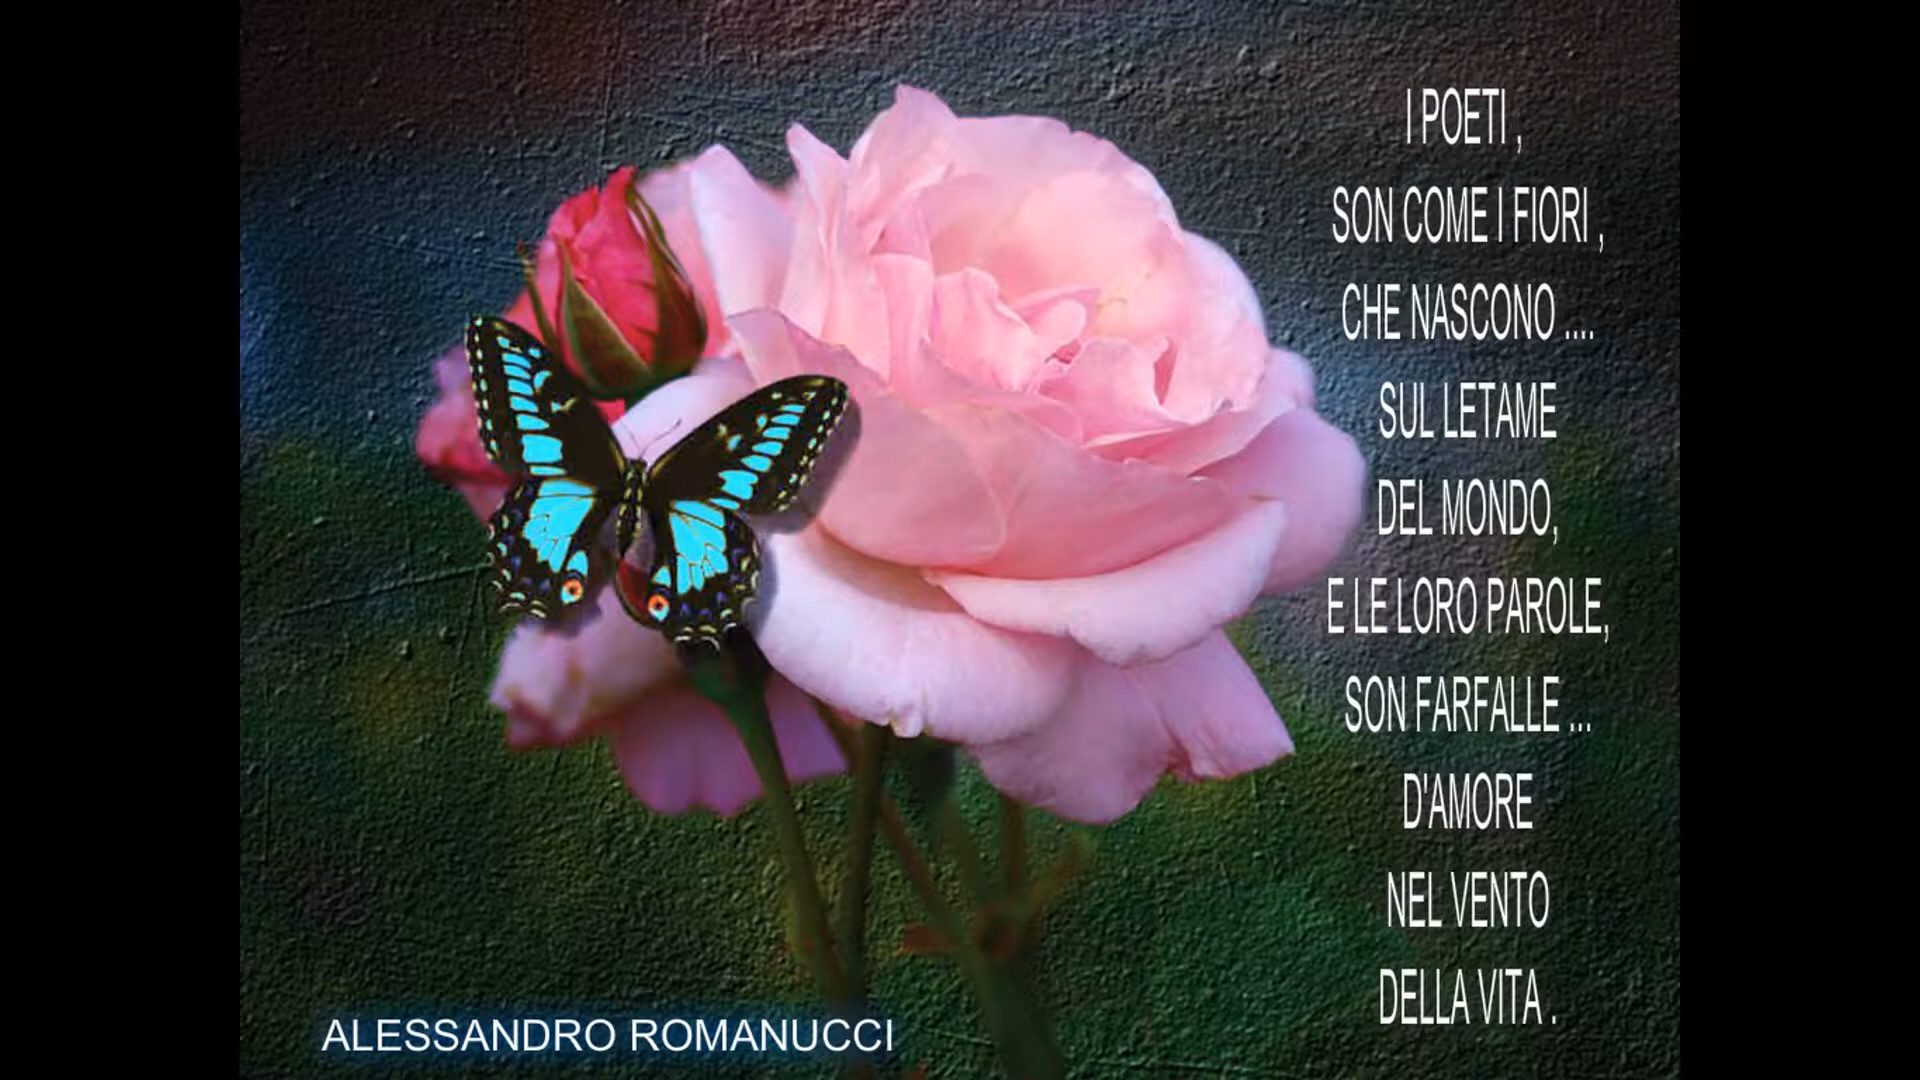 I POETI ,
SON COME I FIORI ,
CHE NASCONO ....
SUL LETAME
DEL MONDO,
E LE LORO PAROLE,
SON FARFALLE ...
D'AMORE
NEL VENTO
DELLA VITA .
ALESSANDRO ROMANUCCI